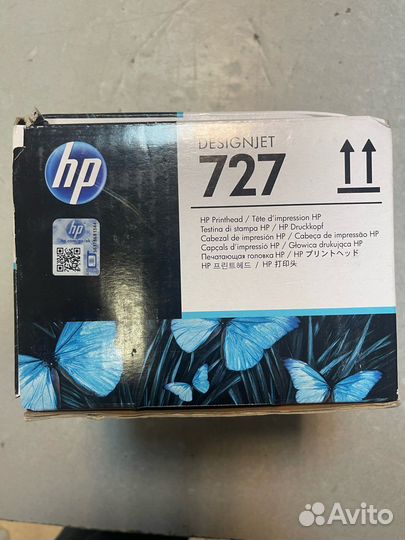 DESIGNJET
727
hp
HP Printhead / Tête d'impression HP
Testina di stampa HP / HP Druckkopf
Cabezal de impresión HP / Cabeça de impressão HP
Capçals d'impressió HP / Głowica drukująca HP
Печатающая головка HP / HP プリントヘッド
HP 프린트헤드 / HP 打印头
hp
Avito